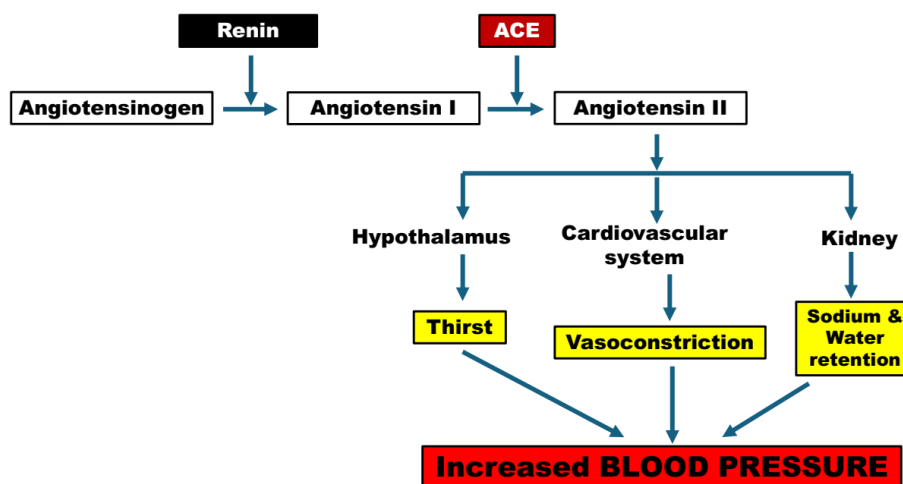 Renin
ACE
Angiotensinogen
Angiotensin I
Angiotensin II
Hypothalamus
Cardiovascular
system
Kidney
Thirst
Vasoconstriction
Sodium &
Water
retention
Increased BLOOD PRESSURE